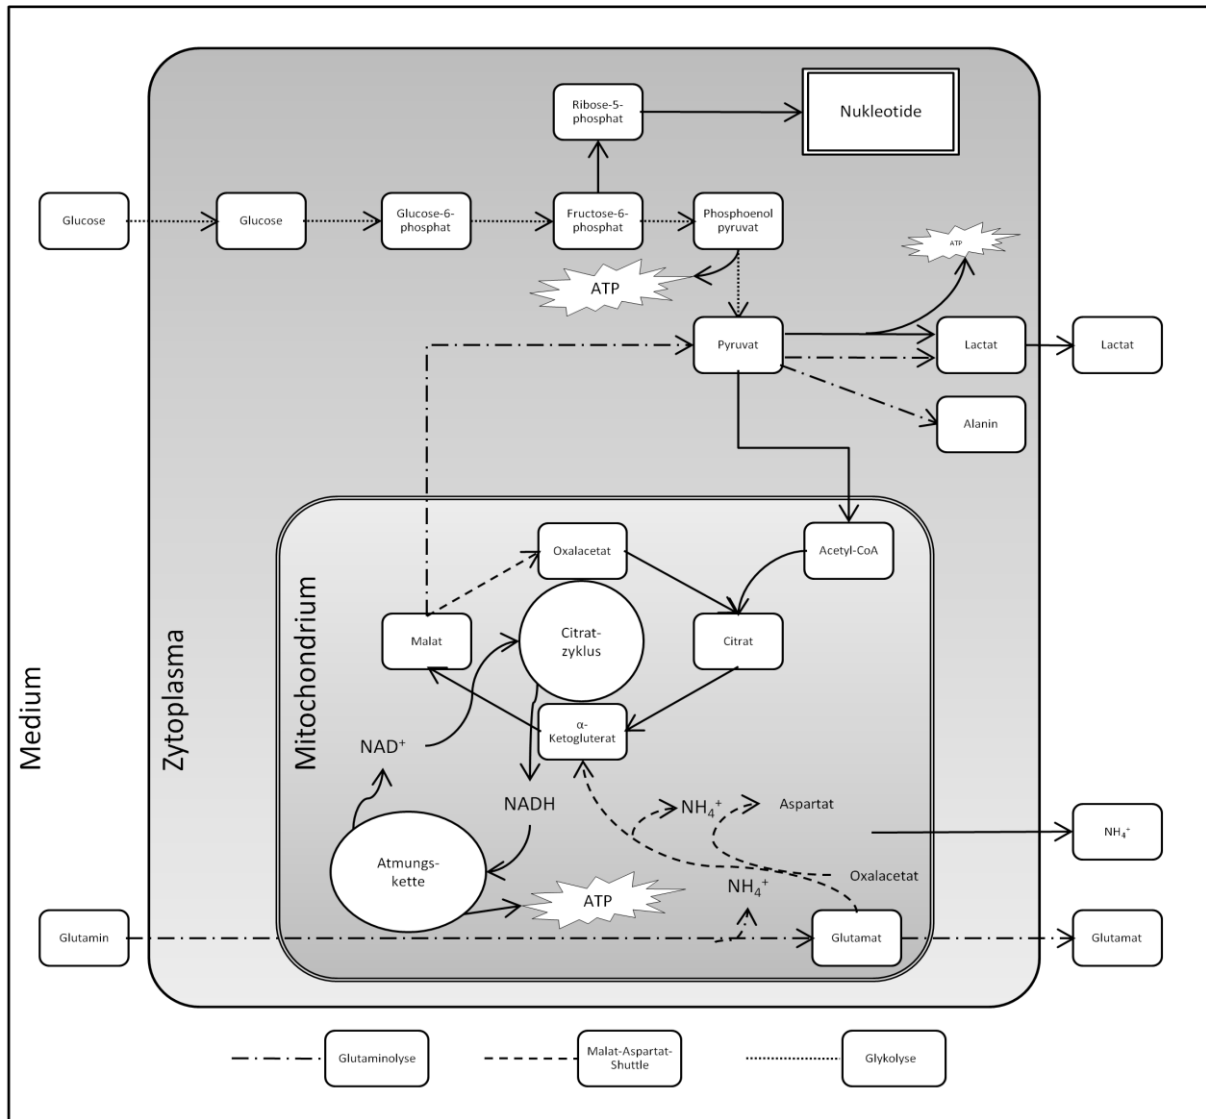 Ribose-5-
phosphat
Nukleotide
Glucose
Glucose
Glucose-6-
phosphat
Fructose-6-
phosphat
Phosphoenol
pyruvat
ATP
ATP
Pyruvat
Lactat
Lactat
Alanin
Medium
Zytoplasma
Mitochondrium
Oxalacetat
Acetyl-CoA
Malat
Citrat-
zyklus
Citrat
α-
Ketogluterat
NAD⁺
NADH
NH₄⁺
Aspartat
NH₄⁺
Atmungs-
kette
Oxalacetat
NH₄⁺
ATP
Glutamin
Glutamat
Glutamat
Glutaminolyse
Malat-Aspartat-
Shuttle
Glykolyse